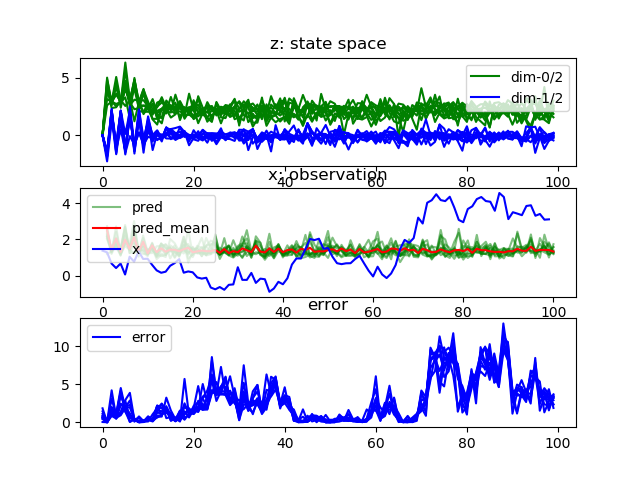 z: state space
5
0
dim-0/2
dim-1/2
0 20 40 60 80 100
x: observation
4
2
0
pred
pred_mean
x
0 20 40 60 80 100
error
10
5
0
error
0 20 40 60 80 100